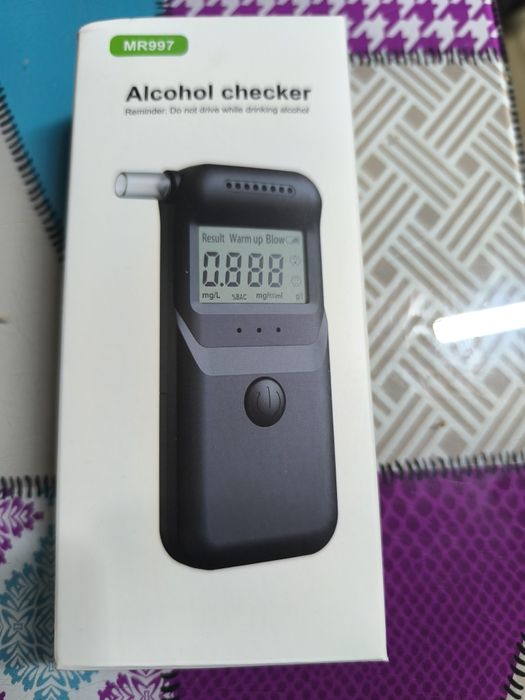 MR997
Alcohol checker
Reminder: Do not drive while drinking alcohol
Result Warm up Blow
0.888
mg/L %BAC mg/100ml g/l